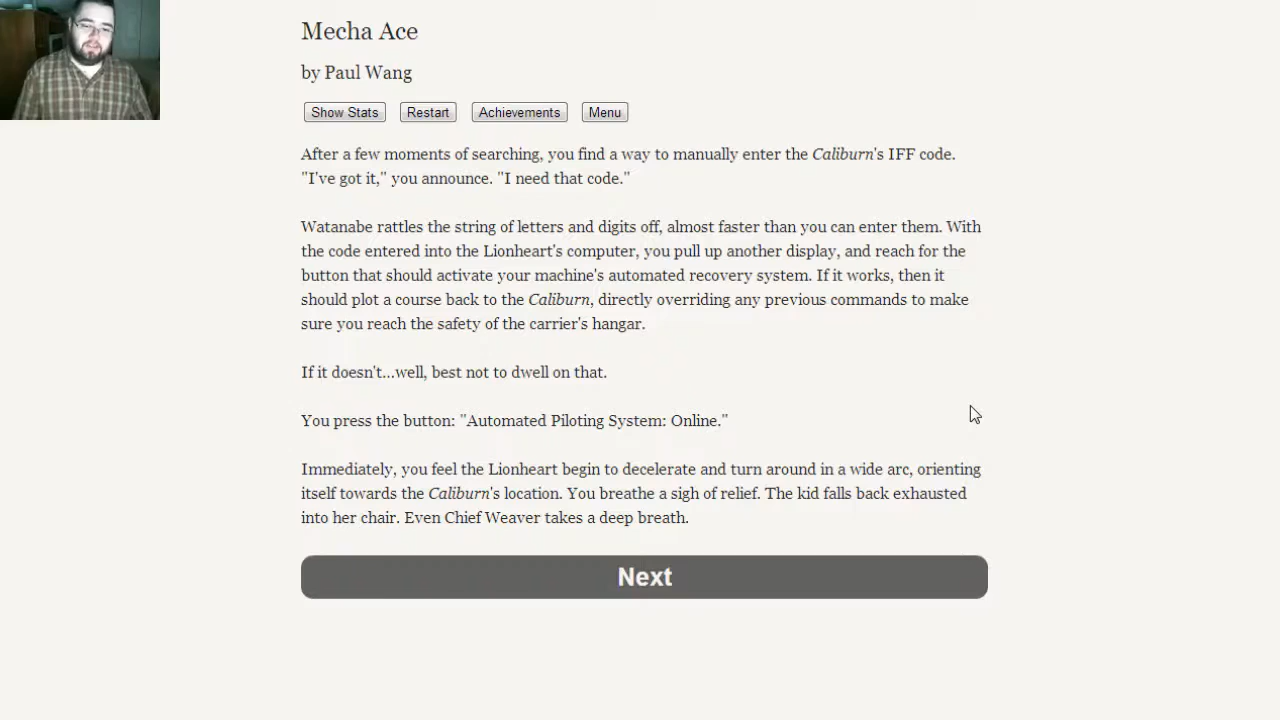 Mecha Ace
by Paul Wang
Show Stats Restart Achievements Menu
After a few moments of searching, you find a way to manually enter the Caliburn's IFF code.
"I've got it," you announce. "I need that code."
Watanabe rattles the string of letters and digits off, almost faster than you can enter them. With
the code entered into the Lionheart's computer, you pull up another display, and reach for the
button that should activate your machine's automated recovery system. If it works, then it
should plot a course back to the Caliburn, directly overriding any previous commands to make
sure you reach the safety of the carrier's hangar.
If it doesn't...well, best not to dwell on that.
You press the button: "Automated Piloting System: Online."
Immediately, you feel the Lionheart begin to decelerate and turn around in a wide arc, orienting
itself towards the Caliburn's location. You breathe a sigh of relief. The kid falls back exhausted
into her chair. Even Chief Weaver takes a deep breath.
Next